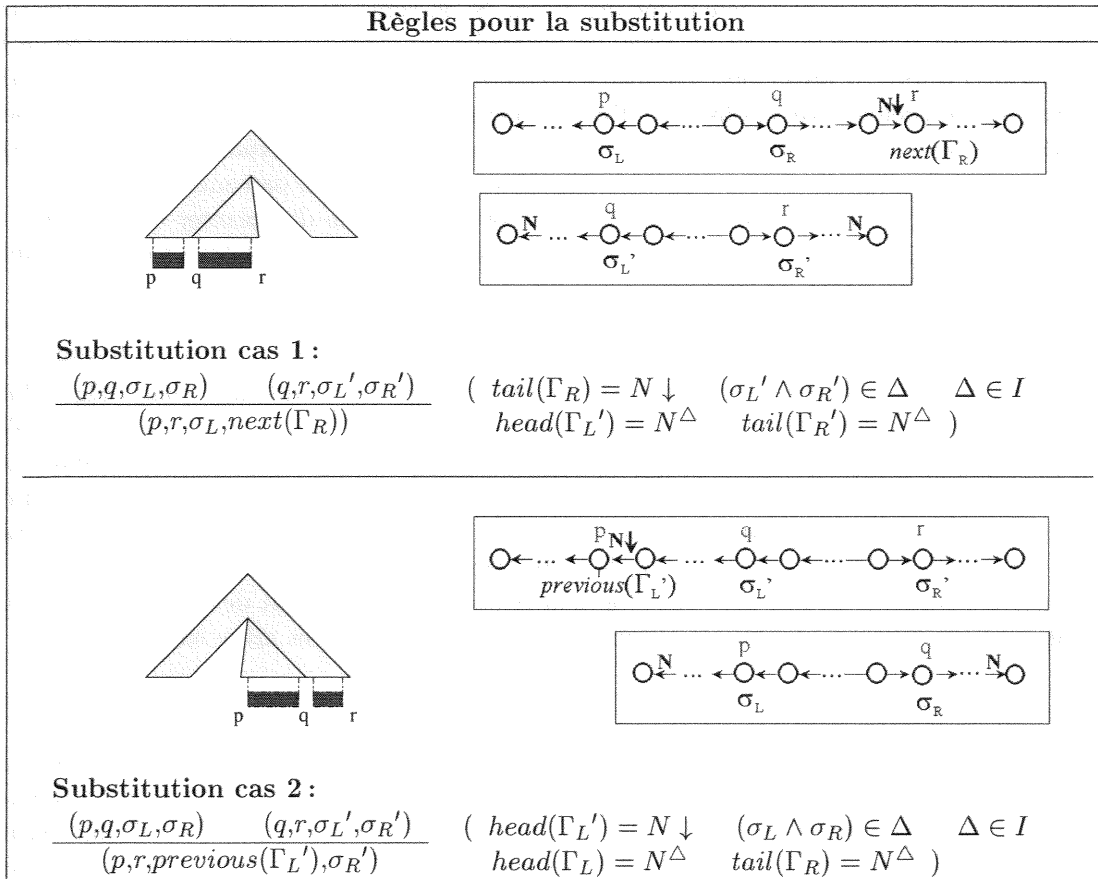 Règles pour la substitution
p q N↓ r
... ... ... ...
σ_L σ_R next(Γ_R)
N q r N
... ... ...
σ_L' σ_R'
p q r
Substitution cas 1 :
(p,q,σ_L,σ_R) (q,r,σ_L',σ_R') ( tail(Γ_R) = N ↓ (σ_L' ∧ σ_R') ∈ Δ Δ ∈ I
(p,r,σ_L,next(Γ_R)) head(Γ_L') = N^△ tail(Γ_R') = N^△ )
p N↓ q r
... ... ... ...
previous(Γ_L') σ_L' σ_R'
N p q N
... ... ...
σ_L σ_R
p q r
Substitution cas 2 :
(p,q,σ_L,σ_R) (q,r,σ_L',σ_R') ( head(Γ_L') = N ↓ (σ_L ∧ σ_R) ∈ Δ Δ ∈ I
(p,r,previous(Γ_L'),σ_R') head(Γ_L) = N^△ tail(Γ_R) = N^△ )